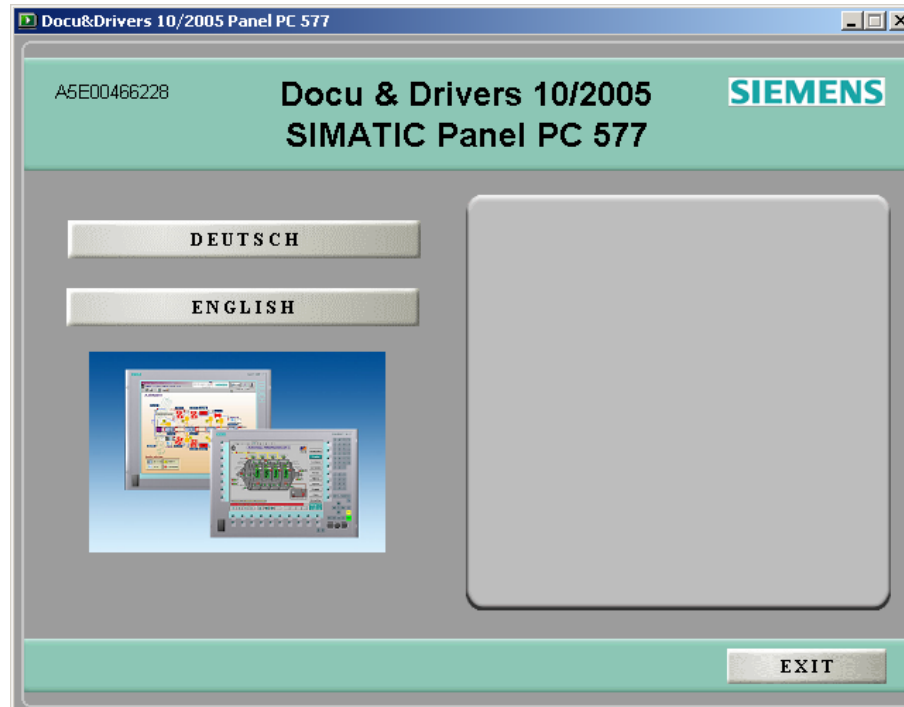 Docu&Drivers 10/2005 Panel PC 577
A5E00466228
Docu & Drivers 10/2005
SIMATIC Panel PC 577
SIEMENS
DEUTSCH
ENGLISH
EXIT